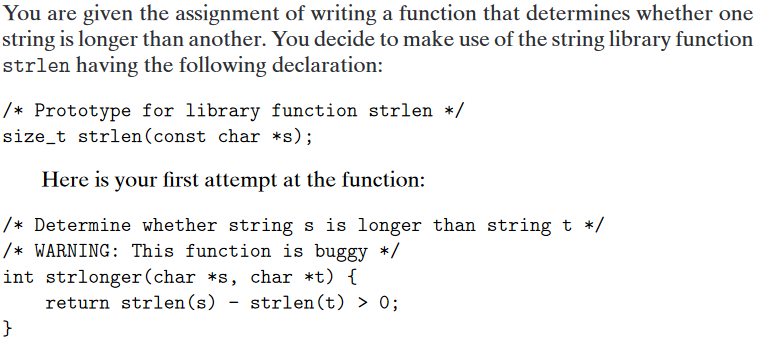 You are given the assignment of writing a function that determines whether one
string is longer than another. You decide to make use of the string library function
strlen having the following declaration:
/* Prototype for library function strlen */
size_t strlen(const char *s);
Here is your first attempt at the function:
/* Determine whether string s is longer than string t */
/* WARNING: This function is buggy */
int strlonger(char *s, char *t) {
    return strlen(s) - strlen(t) > 0;
}